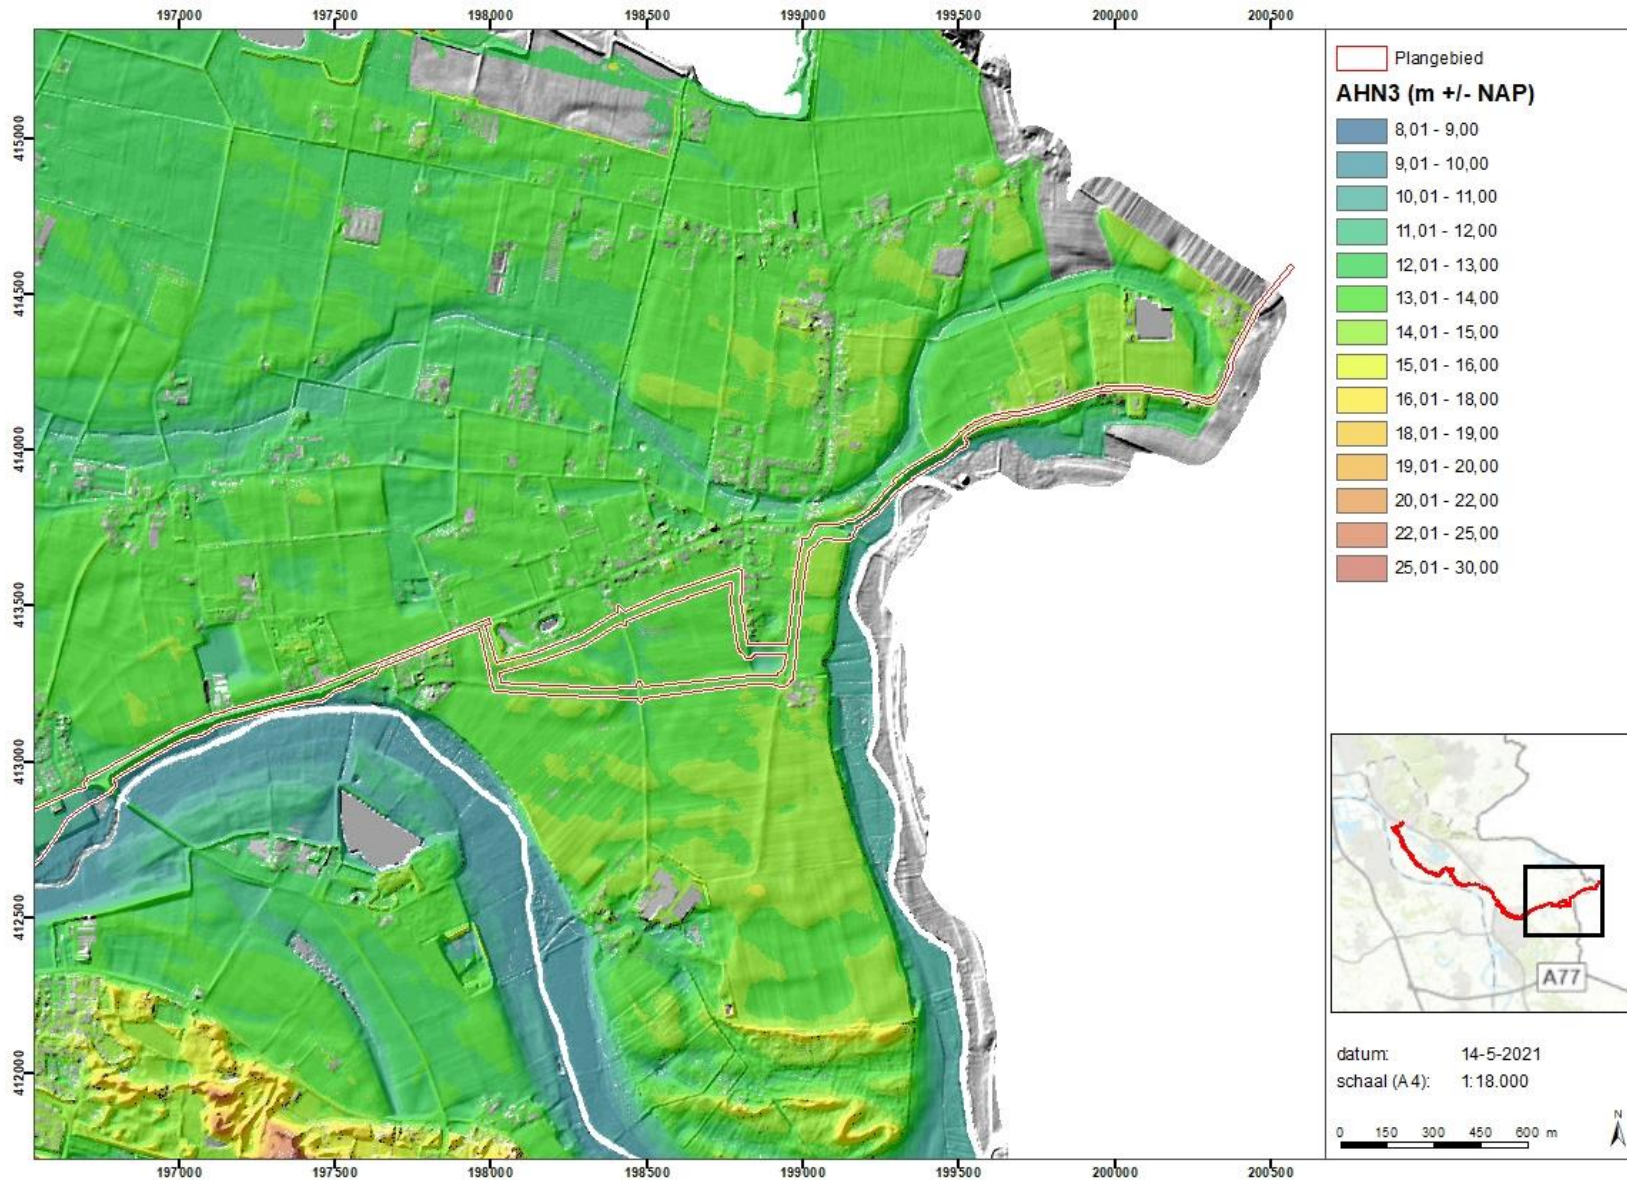 197000 197500 198000 198500 199000 199500 200000 200500
415000
414500
414000
413500
413000
412500
412000
197000 197500 198000 198500 199000 199500 200000 200500
Plangebied
AHN3 (m +/- NAP)
8,01 - 9,00
9,01 - 10,00
10,01 - 11,00
11,01 - 12,00
12,01 - 13,00
13,01 - 14,00
14,01 - 15,00
15,01 - 16,00
16,01 - 18,00
18,01 - 19,00
19,01 - 20,00
20,01 - 22,00
22,01 - 25,00
25,01 - 30,00
A77
datum: 14-5-2021
schaal (A4): 1:18.000
N
0 150 300 450 600 m